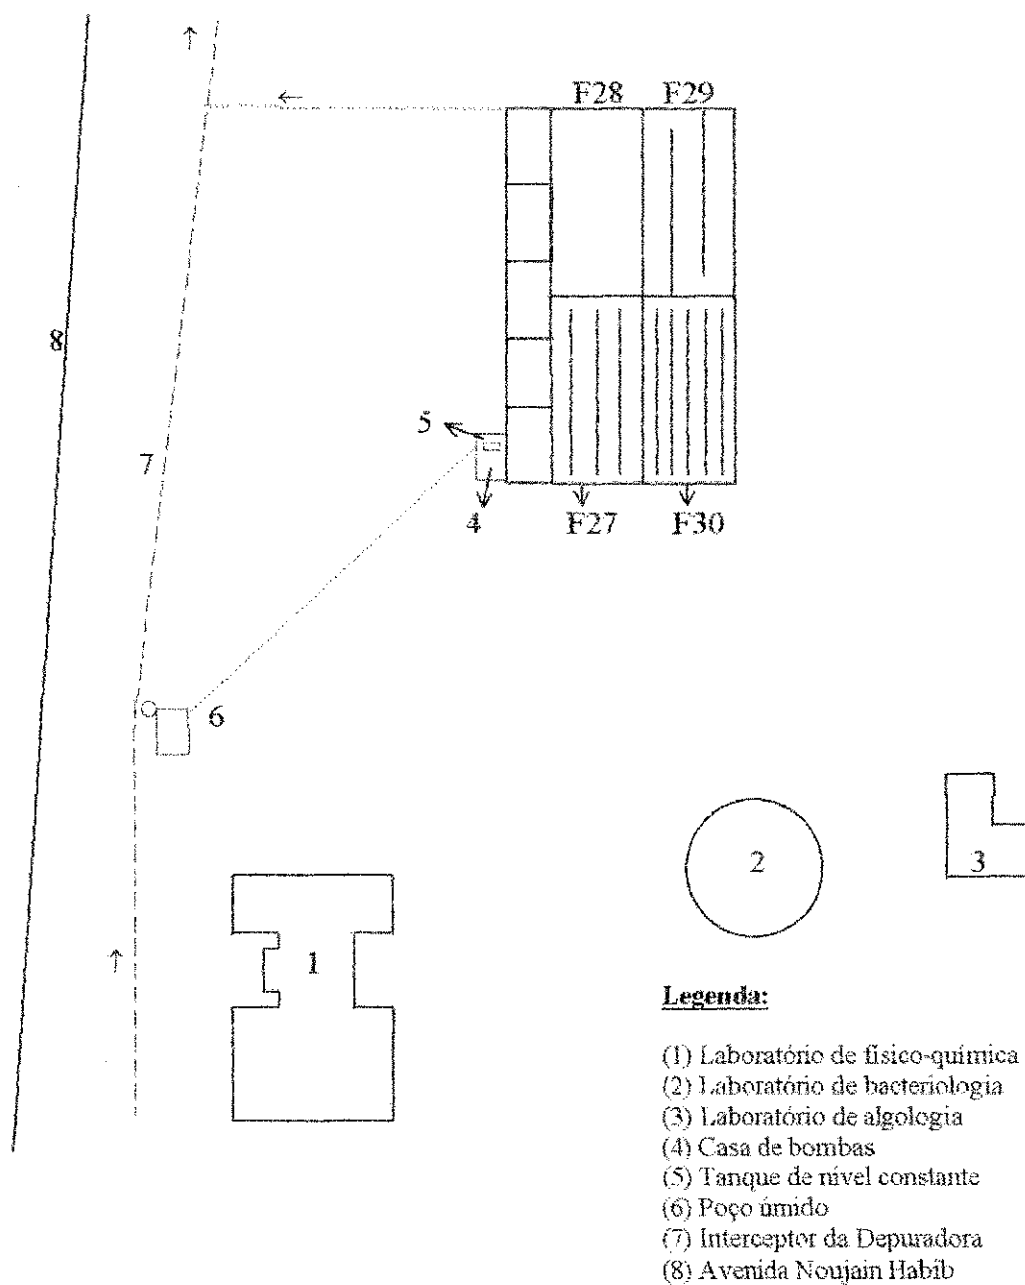 F28 F29
8
5
7
4 F27 F30
6
2
3
1
Legenda:
(1) Laboratório de físico-química
(2) Laboratório de bacteriologia
(3) Laboratório de algologia
(4) Casa de bombas
(5) Tanque de nível constante
(6) Poço úmido
(7) Interceptor da Depuradora
(8) Avenida Noujain Habib